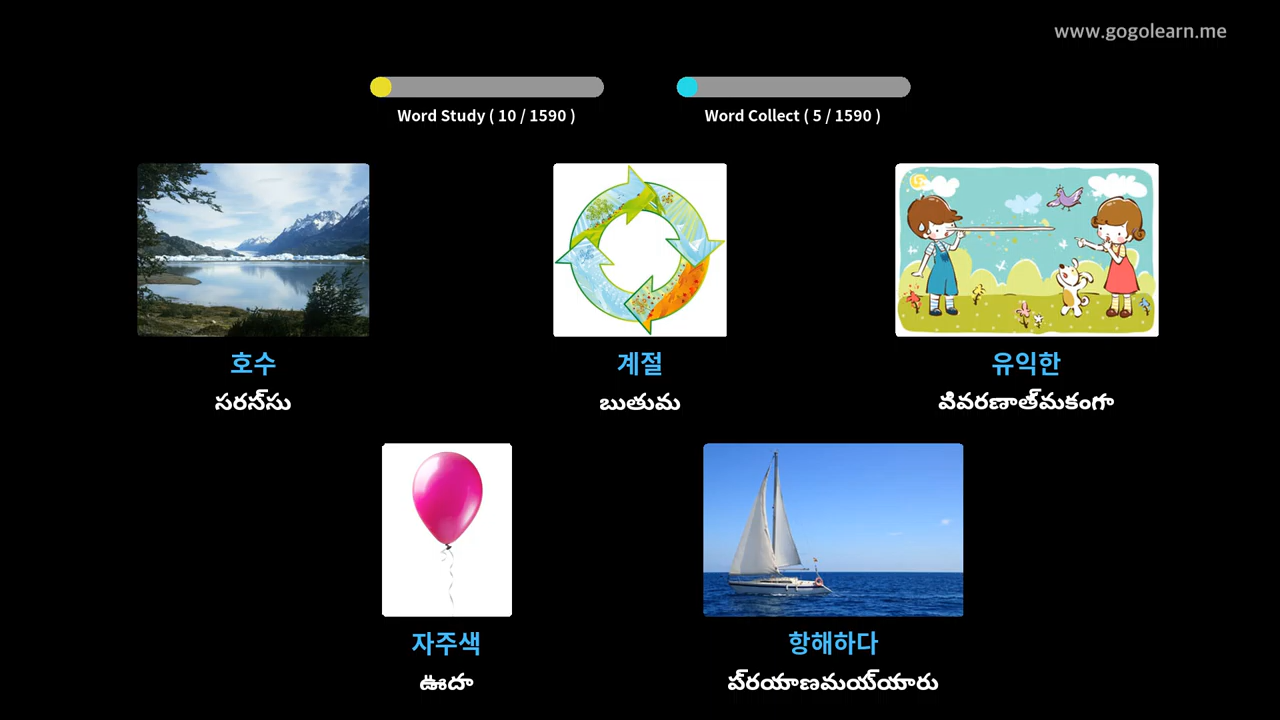 www.gogolearn.me
Word Study ( 10 / 1590 )
Word Collect ( 5 / 1590 )
호수
계절
유익한
సరస్‌సు
ఋతువు
వివరణాత్‌మకంగా
자주색
항해하다
ఊదా
ప్‌రయాణమయ్‌యారు